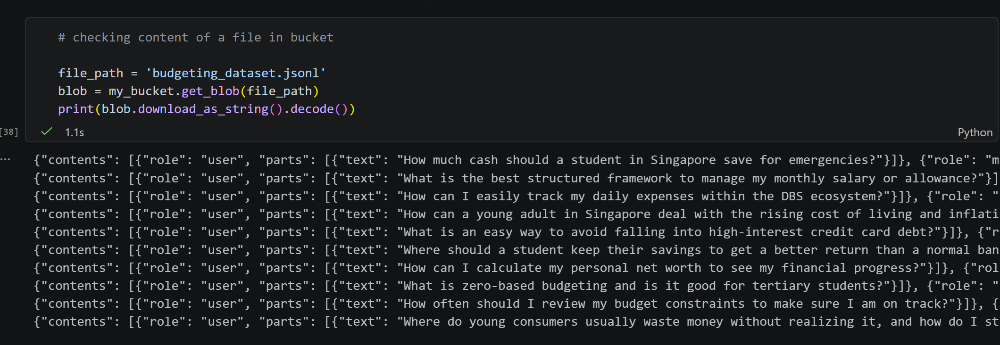 # checking content of a file in bucket
file_path = 'budgeting_dataset.jsonl'
blob = my_bucket.get_blob(file_path)
print(blob.download_as_string().decode())
[38]
1.1s
Python
...
{"contents": [{"role": "user", "parts": [{"text": "How much cash should a student in Singapore save for emergencies?"}]}, {"role": "m
{"contents": [{"role": "user", "parts": [{"text": "What is the best structured framework to manage my monthly salary or allowance?"}]
{"contents": [{"role": "user", "parts": [{"text": "How can I easily track my daily expenses within the DBS ecosystem?"}]}, {"role": "
{"contents": [{"role": "user", "parts": [{"text": "How can a young adult in Singapore deal with the rising cost of living and inflati
{"contents": [{"role": "user", "parts": [{"text": "What is an easy way to avoid falling into high-interest credit card debt?"}]}, {"r
{"contents": [{"role": "user", "parts": [{"text": "Where should a student keep their savings to get a better return than a normal ban
{"contents": [{"role": "user", "parts": [{"text": "How can I calculate my personal net worth to see my financial progress?"}]}, {"rol
{"contents": [{"role": "user", "parts": [{"text": "What is zero-based budgeting and is it good for tertiary students?"}]}, {"role": "
{"contents": [{"role": "user", "parts": [{"text": "How often should I review my budget constraints to make sure I am on track?"}]}, {
{"contents": [{"role": "user", "parts": [{"text": "Where do young consumers usually waste money without realizing it, and how do I st